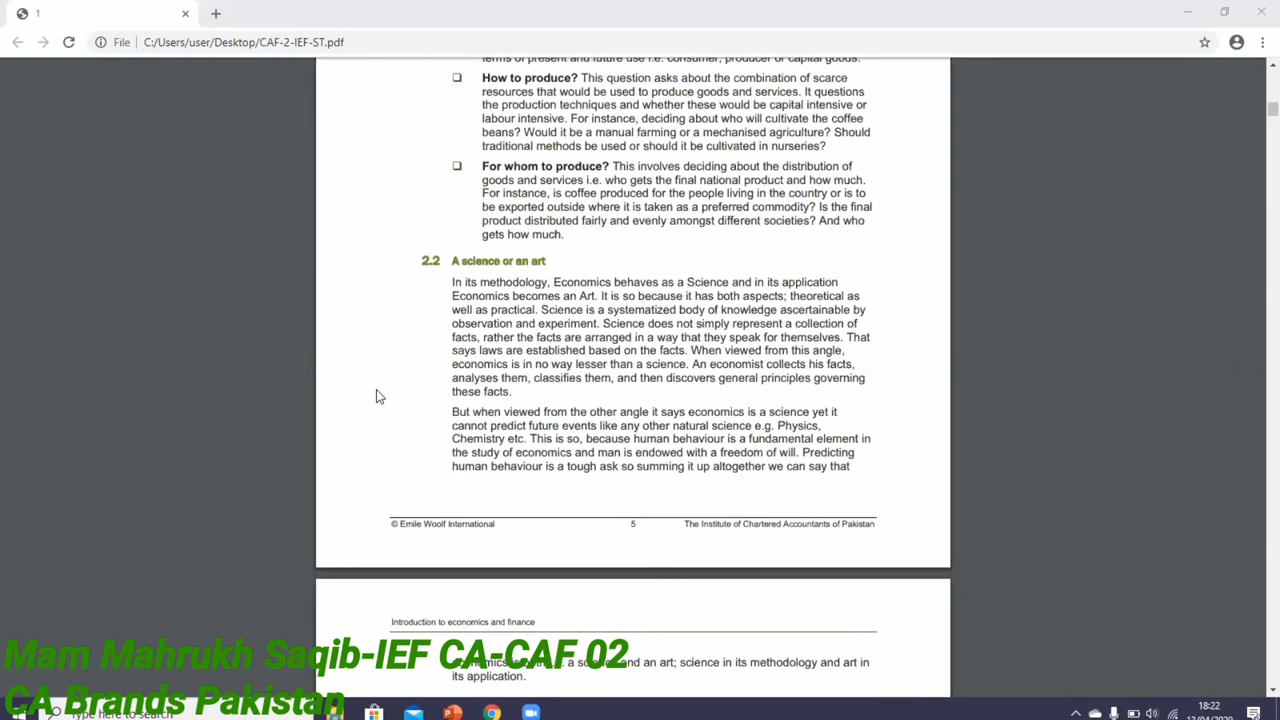 1
File C:/Users/user/Desktop/CAF-2-IEF-ST.pdf
terms of present and future use i.e. consumer, producer or capital goods.
How to produce? This question asks about the combination of scarce
resources that would be used to produce goods and services. It questions
the production techniques and whether these would be capital intensive or
labour intensive. For instance, deciding about who will cultivate the coffee
beans? Would it be a manual farming or a mechanised agriculture? Should
traditional methods be used or should it be cultivated in nurseries?
For whom to produce? This involves deciding about the distribution of
goods and services i.e. who gets the final national product and how much.
For instance, is coffee produced for the people living in the country or is to
be exported outside where it is taken as a preferred commodity? Is the final
product distributed fairly and evenly amongst different societies? And who
gets how much.
2.2 A science or an art
In its methodology, Economics behaves as a Science and in its application
Economics becomes an Art. It is so because it has both aspects; theoretical as
well as practical. Science is a systematized body of knowledge ascertainable by
observation and experiment. Science does not simply represent a collection of
facts, rather the facts are arranged in a way that they speak for themselves. That
says laws are established based on the facts. When viewed from this angle,
economics is in no way lesser than a science. An economist collects his facts,
analyses them, classifies them, and then discovers general principles governing
these facts.
But when viewed from the other angle it says economics is a science yet it
cannot predict future events like any other natural science e.g. Physics,
Chemistry etc. This is so, because human behaviour is a fundamental element in
the study of economics and man is endowed with a freedom of will. Predicting
human behaviour is a tough ask so summing it up altogether we can say that
© Emile Woolf International 5 The Institute of Chartered Accountants of Pakistan
Introduction to economics and finance
a science and an art; science in its methodology and art in
its application.
Mam Mahrukh Saqib-IEF CA-CAF 02
CA Brands Pakistan
Type here to search
18:22